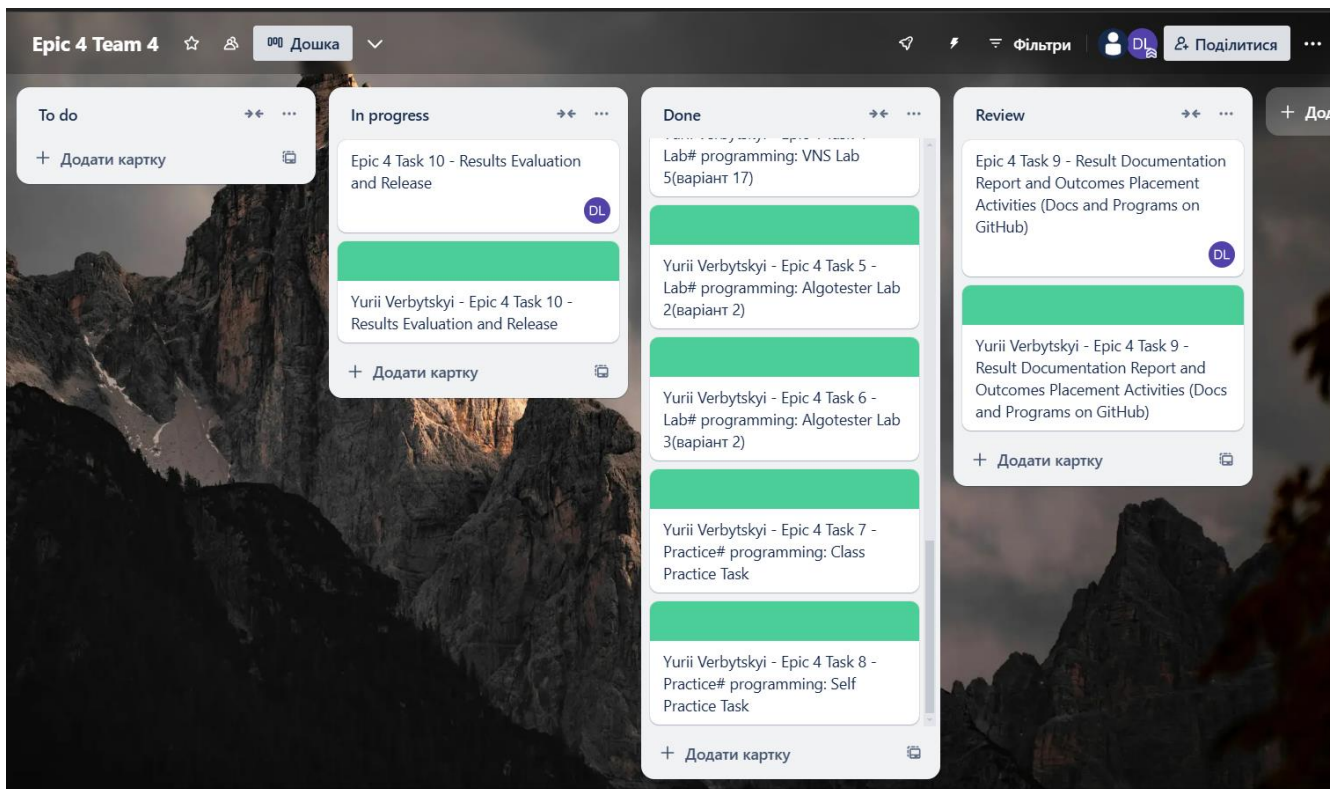 Epic 4 Team 4
Дошка
Фільтри
DL
Поділитися
To do
Додати картку
In progress
Epic 4 Task 10 - Results Evaluation
and Release
DL
Yurii Verbytskyi - Epic 4 Task 10 -
Results Evaluation and Release
Додати картку
Done
Lab# programming: VNS Lab
5(варіант 17)
Yurii Verbytskyi - Epic 4 Task 5 -
Lab# programming: Algotester Lab
2(варіант 2)
Yurii Verbytskyi - Epic 4 Task 6 -
Lab# programming: Algotester Lab
3(варіант 2)
Yurii Verbytskyi - Epic 4 Task 7 -
Practice# programming: Class
Practice Task
Yurii Verbytskyi - Epic 4 Task 8 -
Practice# programming: Self
Practice Task
Додати картку
Review
Epic 4 Task 9 - Result Documentation
Report and Outcomes Placement
Activities (Docs and Programs on
GitHub)
DL
Yurii Verbytskyi - Epic 4 Task 9 -
Result Documentation Report and
Outcomes Placement Activities (Docs
and Programs on GitHub)
Додати картку